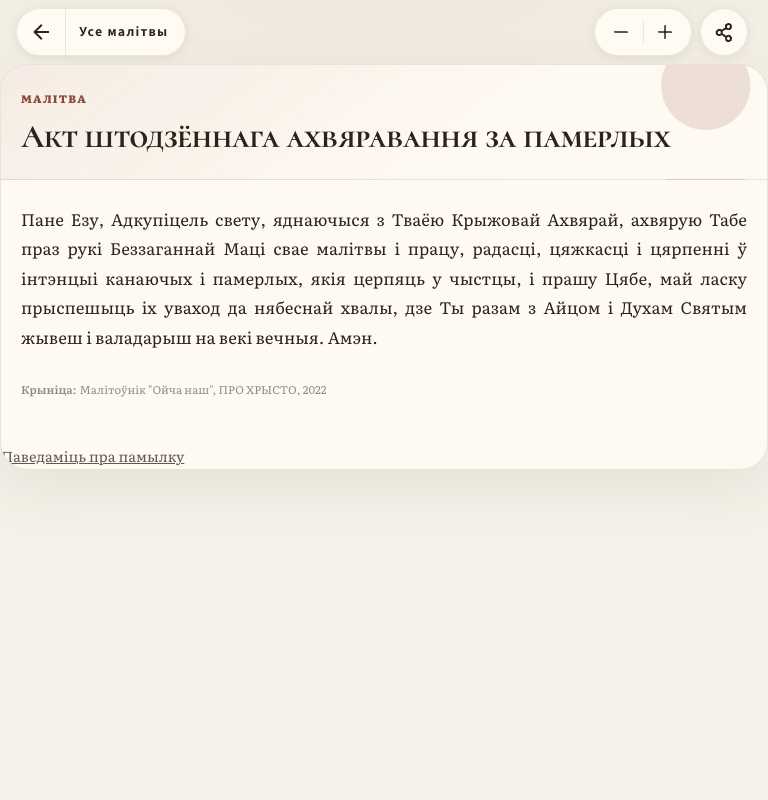 Усе малітвы
МАЛІТВА
Акт штодзённага ахвяравання за памерлых
Пане Езу, Адкупіцель свету, яднаючыся з Тваёю Крыжовай Ахвярай, ахвярую Табе
праз рукі Беззаганнай Маці свае малітвы і працу, радасці, цяжкасці і цярпенні ў
інтэнцыі канаючых і памерлых, якія церпяць у чыстцы, і прашу Цябе, май ласку
прыспешыць іх уваход да нябеснай хвалы, дзе Ты разам з Айцом і Духам Святым
жывеш і валадарыш на векі вечныя. Амэн.
Крыніца: Малітоўнік "Ойча наш", ПРО ХРЫСТО, 2022
Паведаміць пра памылку